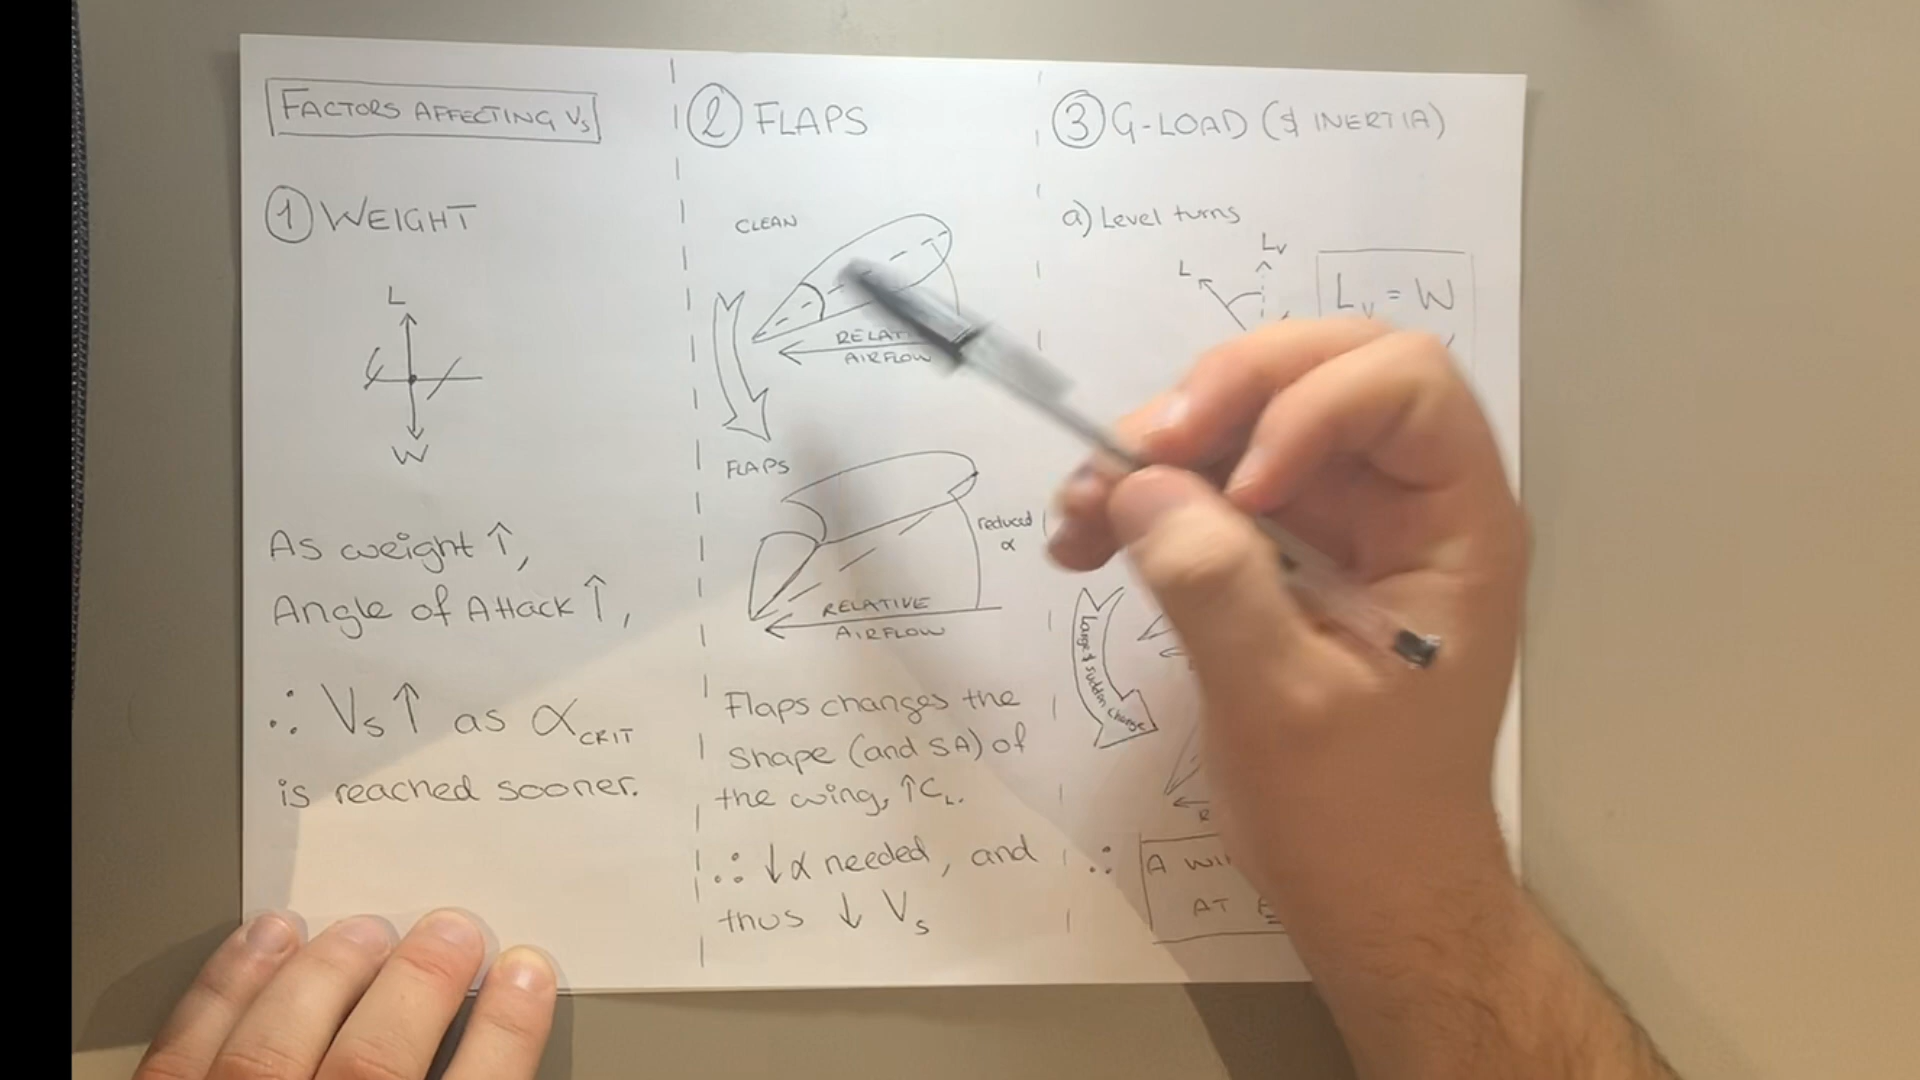 FACTORS AFFECTING Vs
① WEIGHT
L
W
As weight ↑,
Angle of Attack ↑,
∴ Vs ↑ as αCRIT
is reached sooner.
② FLAPS
CLEAN
RELAT
AIRFLOW
FLAPS
reduced
α
RELATIVE
AIRFLOW
Flaps changes the
shape (and SA) of
the wing, ↑CL.
∴ ↓α needed, and
thus ↓ Vs
③ G-LOAD (& INERTIA)
a) Level turns
Lv
L
Lv = W
Large & sudden change
R
∴ A WI
AT